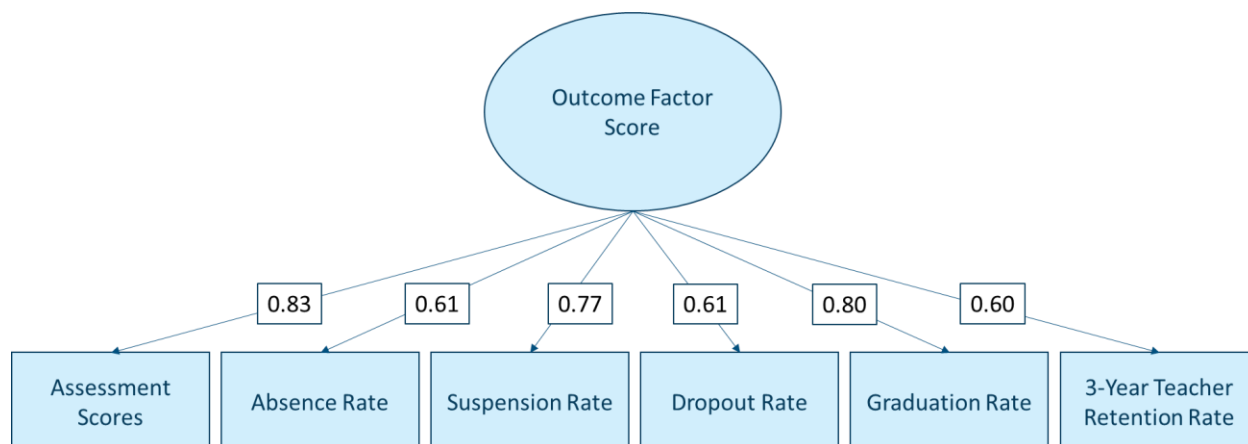 Outcome Factor
Score
0.83
0.61
0.77
0.61
0.80
0.60
Assessment
Scores
Absence Rate
Suspension Rate
Dropout Rate
Graduation Rate
3-Year Teacher
Retention Rate